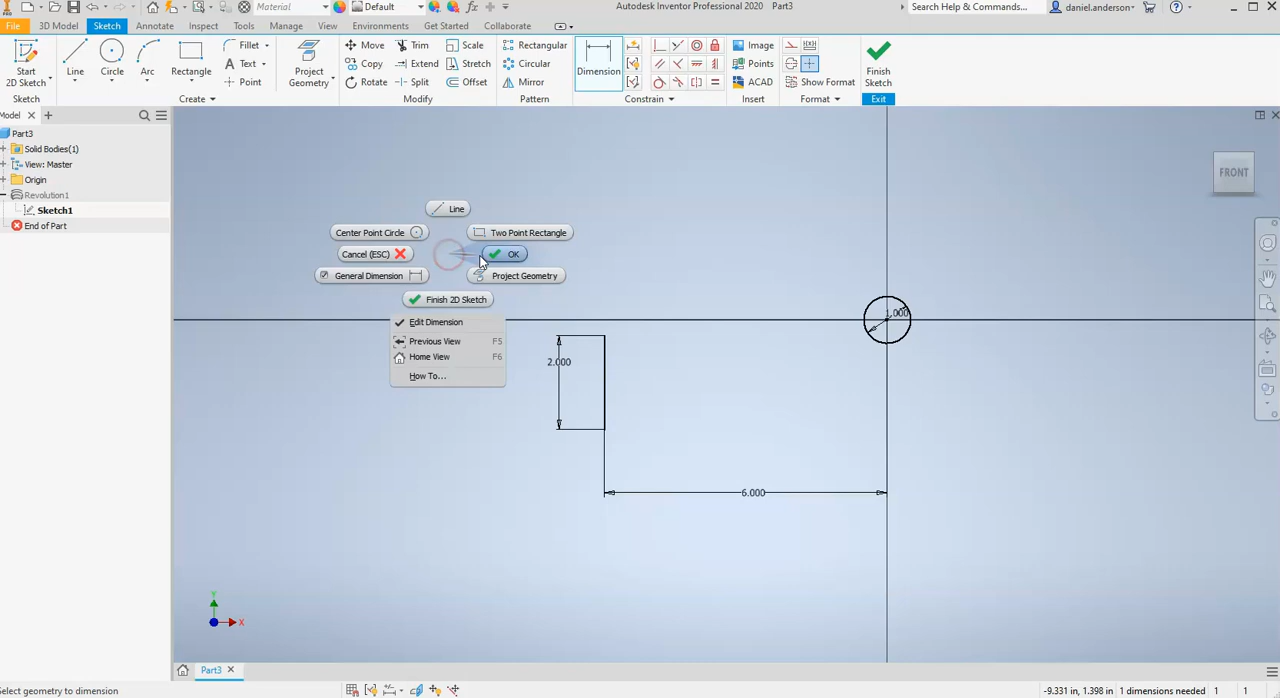 Material
Default
Autodesk Inventor Professional 2020 Part3
Search Help & Commands...
daniel.anderson
File
3D Model
Sketch
Annotate
Inspect
Tools
Manage
View
Environments
Get Started
Collaborate
Start
2D Sketch
Line
Circle
Arc
Rectangle
Fillet
Text
Point
Project
Geometry
Move
Copy
Rotate
Trim
Extend
Split
Scale
Stretch
Offset
Rectangular
Circular
Mirror
Dimension
Image
Points
ACAD
Show Format
Finish
Sketch
Sketch
Create
Modify
Pattern
Constrain
Insert
Format
Exit
Model
Part3
Solid Bodies(1)
View: Master
Origin
Revolution1
Sketch1
End of Part
FRONT
Line
Center Point Circle
Two Point Rectangle
Cancel (ESC)
OK
General Dimension
Project Geometry
Finish 2D Sketch
Edit Dimension
Previous View F5
Home View F6
How To...
2.000
1.000
6.000
Y
X
Part3
Select geometry to dimension
-9.331 in, 1.398 in
1 dimensions needed
1
1